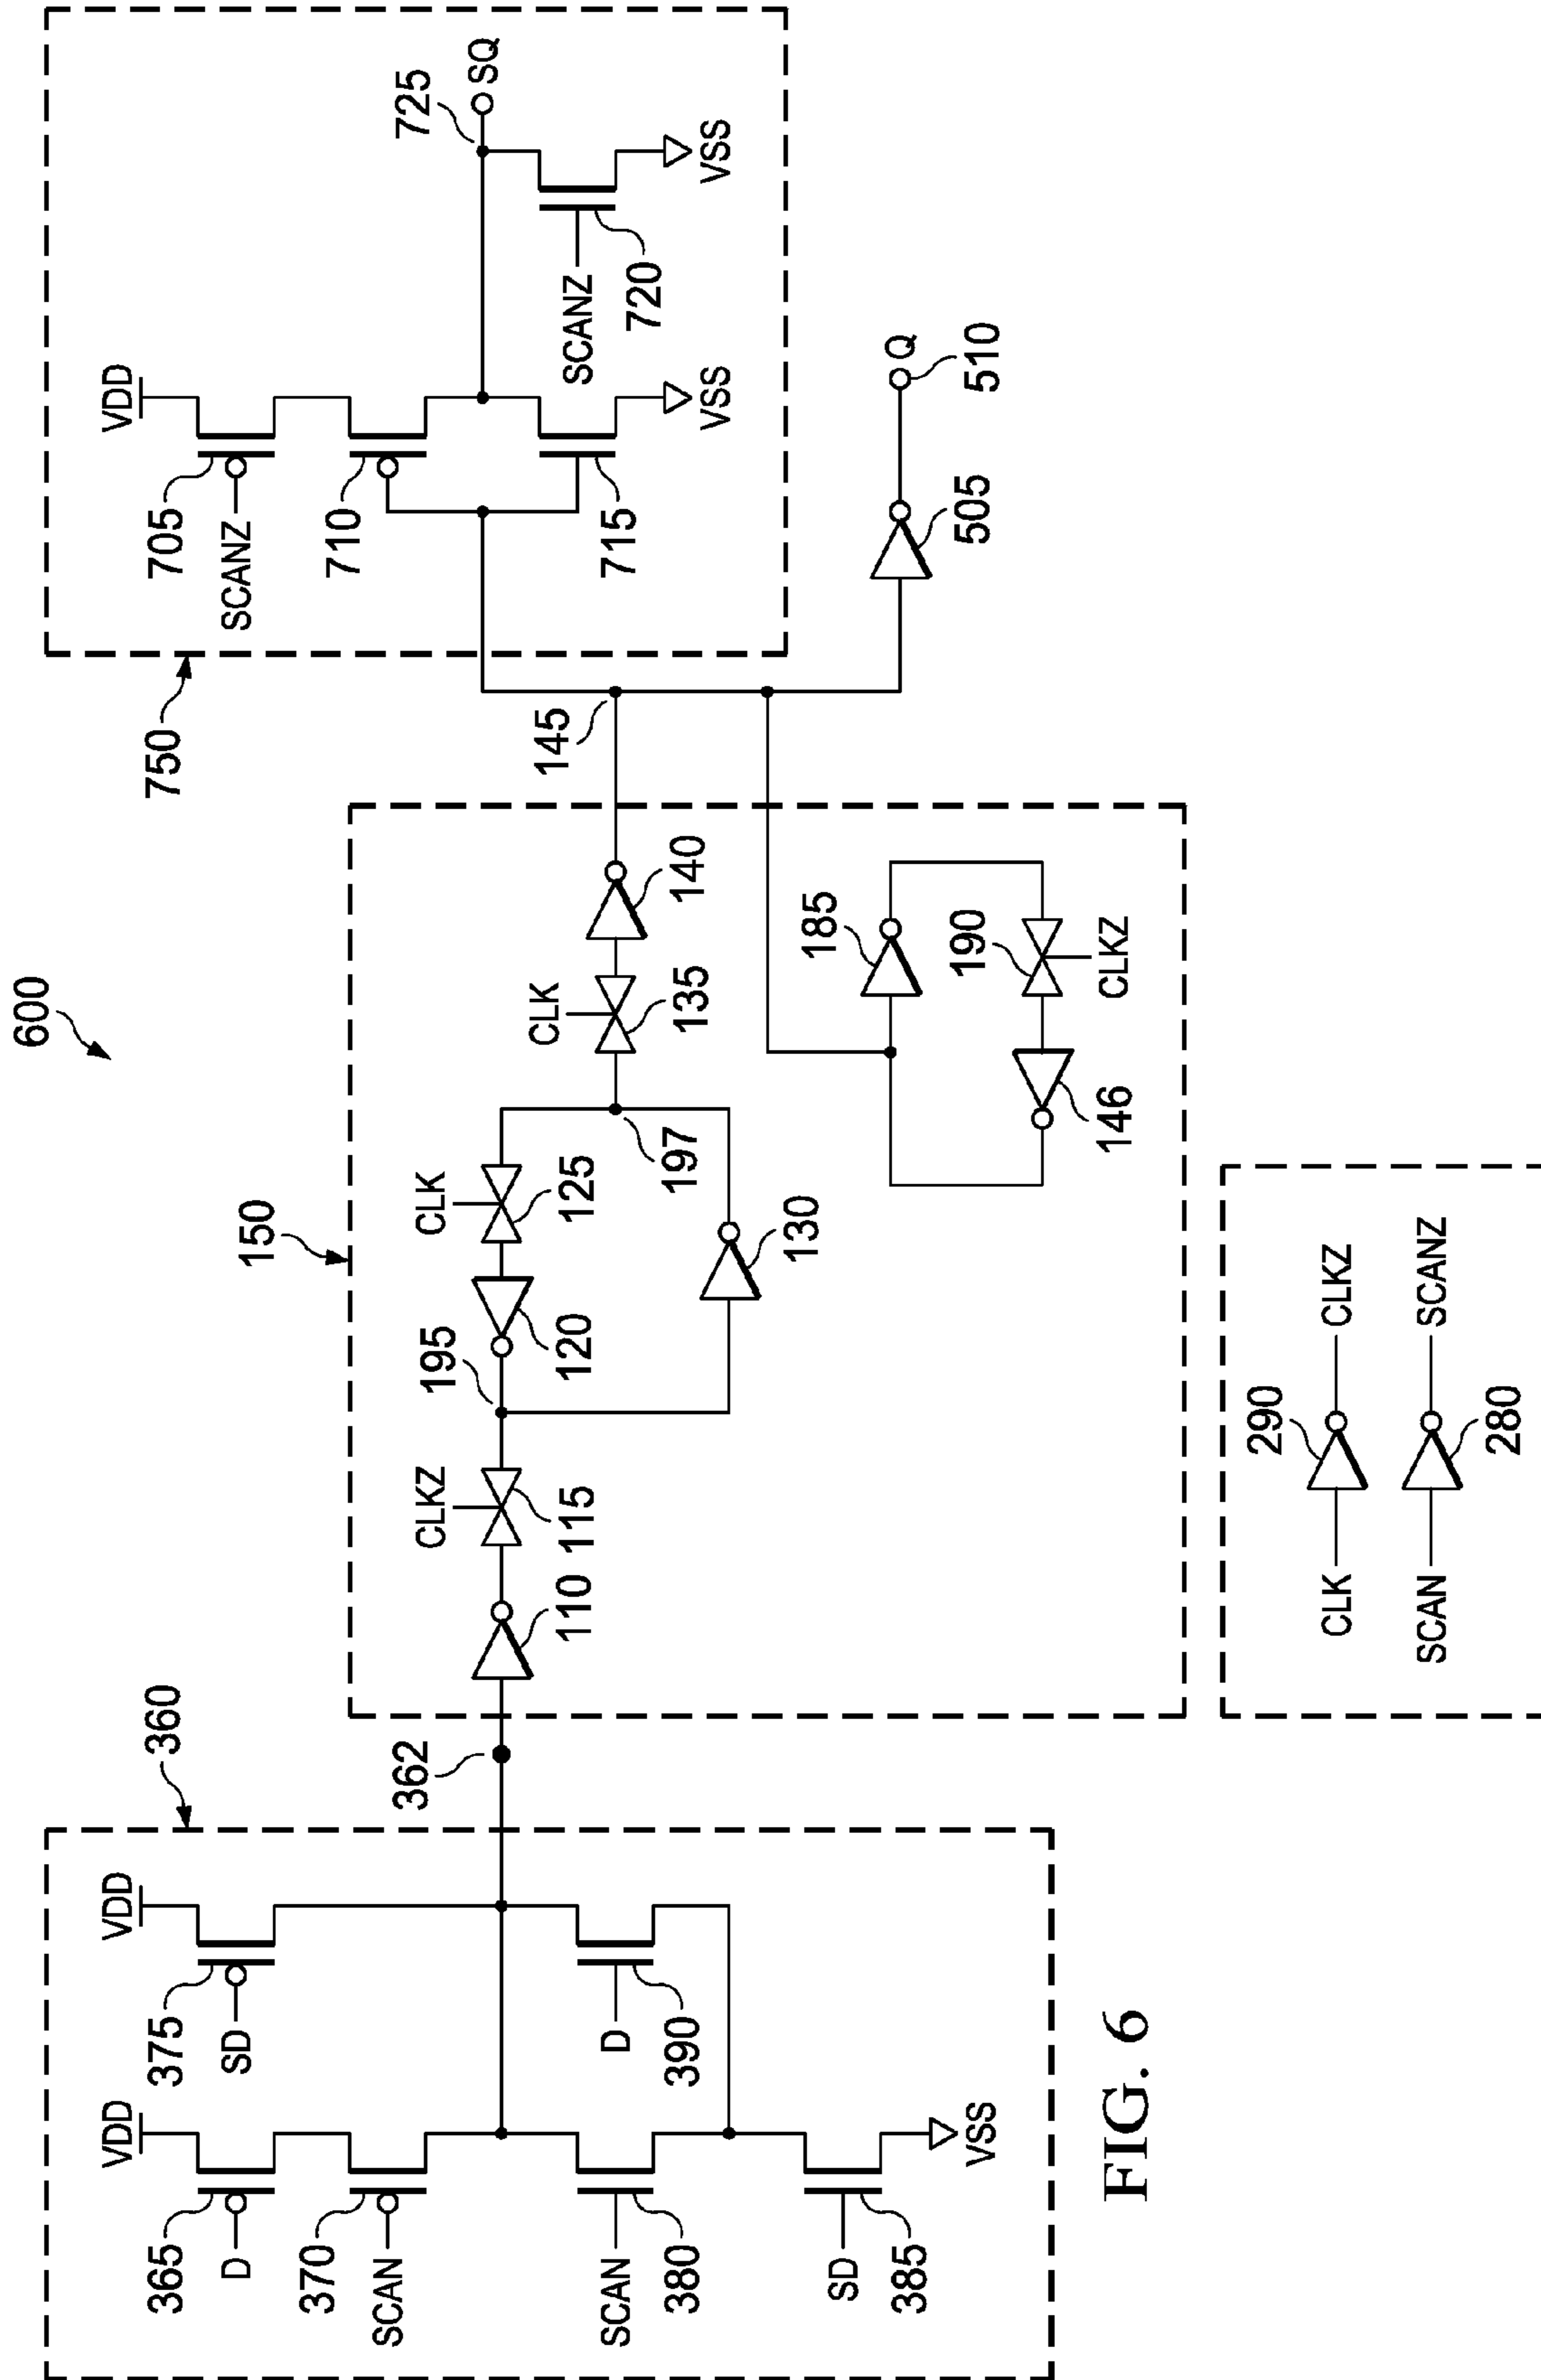 600
360
VDD
VDD
365
D
375
SD
370
SCAN
362
SCAN
380
D
390
SD
385
VSS
150
110
CLKZ
115
195
120
CLK
125
130
197
CLK
135
140
145
185
190
CLKZ
146
750
VDD
705
SCANZ
710
715
VSS
725
SQ
SCANZ
720
VSS
Q
505
510
290
CLK
CLKZ
SCAN
SCANZ
280
FIG. 6